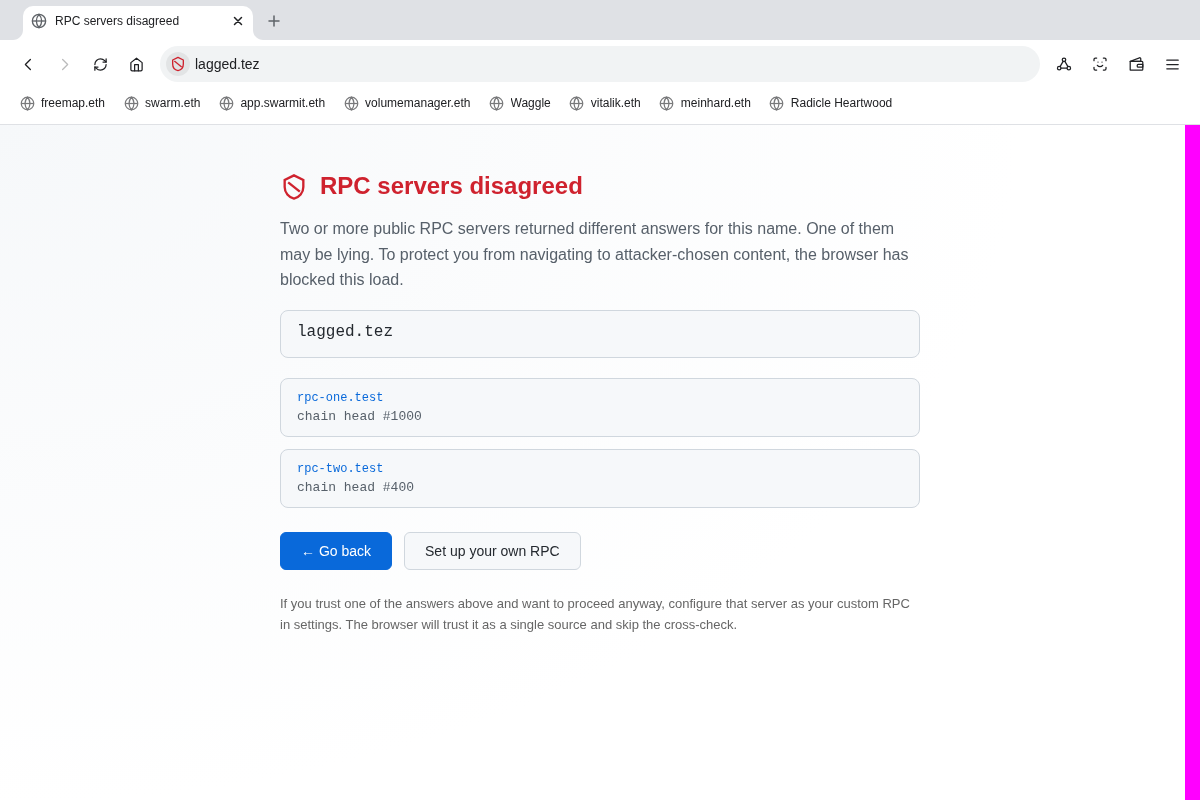 RPC servers disagreed
lagged.tez
freemap.eth swarm.eth app.swarmit.eth volumemanager.eth Waggle vitalik.eth meinhard.eth Radicle Heartwood
RPC servers disagreed
Two or more public RPC servers returned different answers for this name. One of them
may be lying. To protect you from navigating to attacker-chosen content, the browser has
blocked this load.
lagged.tez
rpc-one.test
chain head #1000
rpc-two.test
chain head #400
← Go back Set up your own RPC
If you trust one of the answers above and want to proceed anyway, configure that server as your custom RPC
in settings. The browser will trust it as a single source and skip the cross-check.